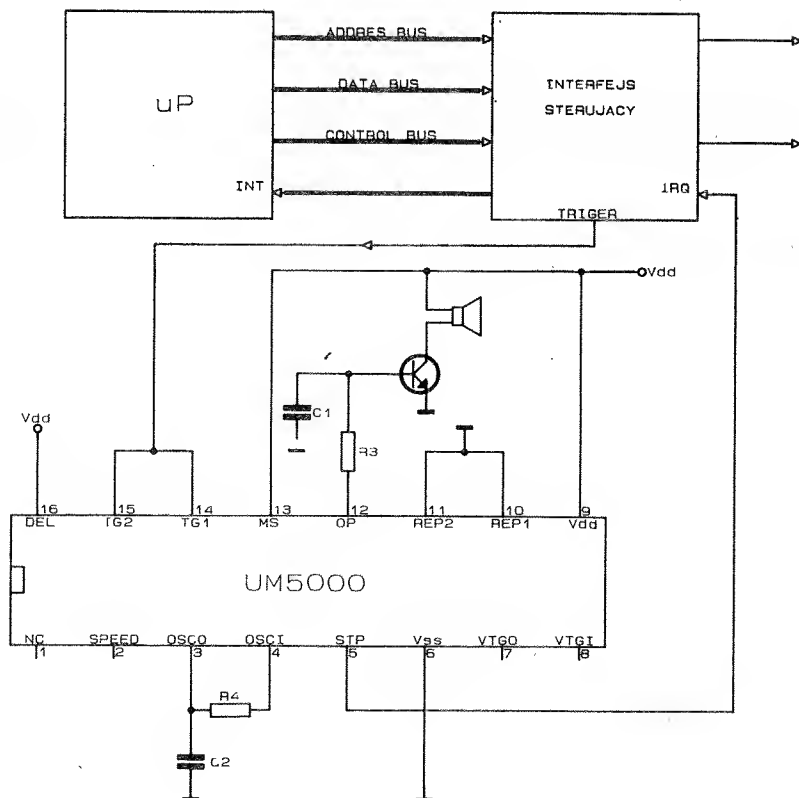 uP
INT
ADDRES BUS
DATA BUS
CONTROL BUS
INTERFEJS
STERUJACY
IRQ
TRIGER
Vdd
C1
R3
Vdd
16
15
14
13
12
11
10
9
DEL
TG2
TG1
MS
OP
REP2
REP1
Vdd
UM5000
NC
SPEED
OSCO
OSCI
STP
Vss
VTGO
VTGI
1
2
3
4
5
6
7
8
R4
C2